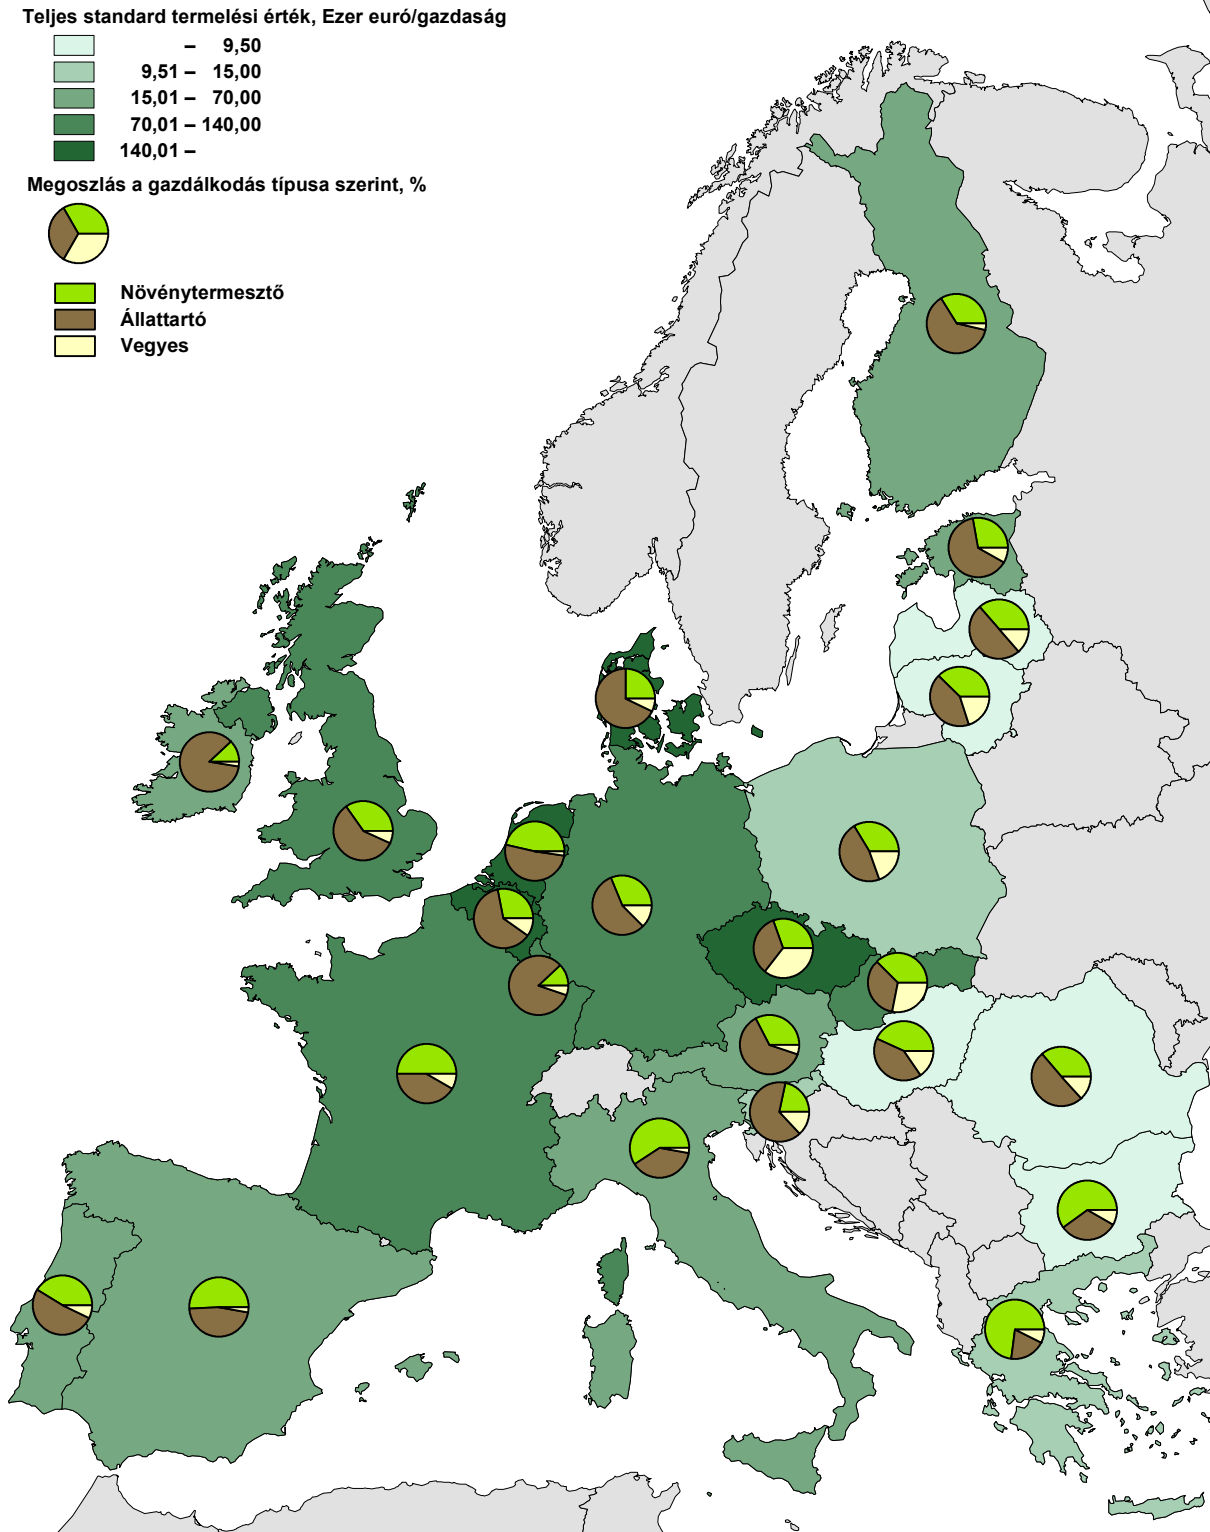 Teljes standard termelési érték, Ezer euró/gazdaság
– 9,50
9,51 – 15,00
15,01 – 70,00
70,01 – 140,00
140,01 –
Megoszlás a gazdálkodás típusa szerint, %
Növénytermesztő
Állattartó
Vegyes